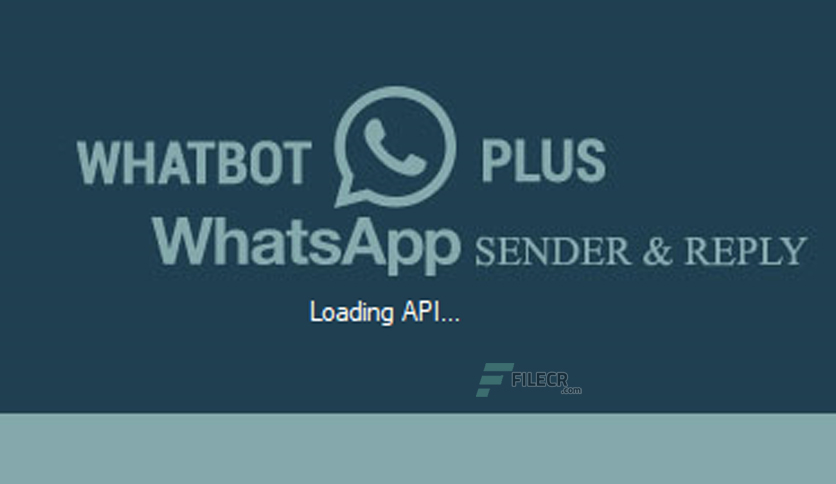 WHATBOT PLUS
WhatsApp SENDER & REPLY
Loading API...
FILECR
.com